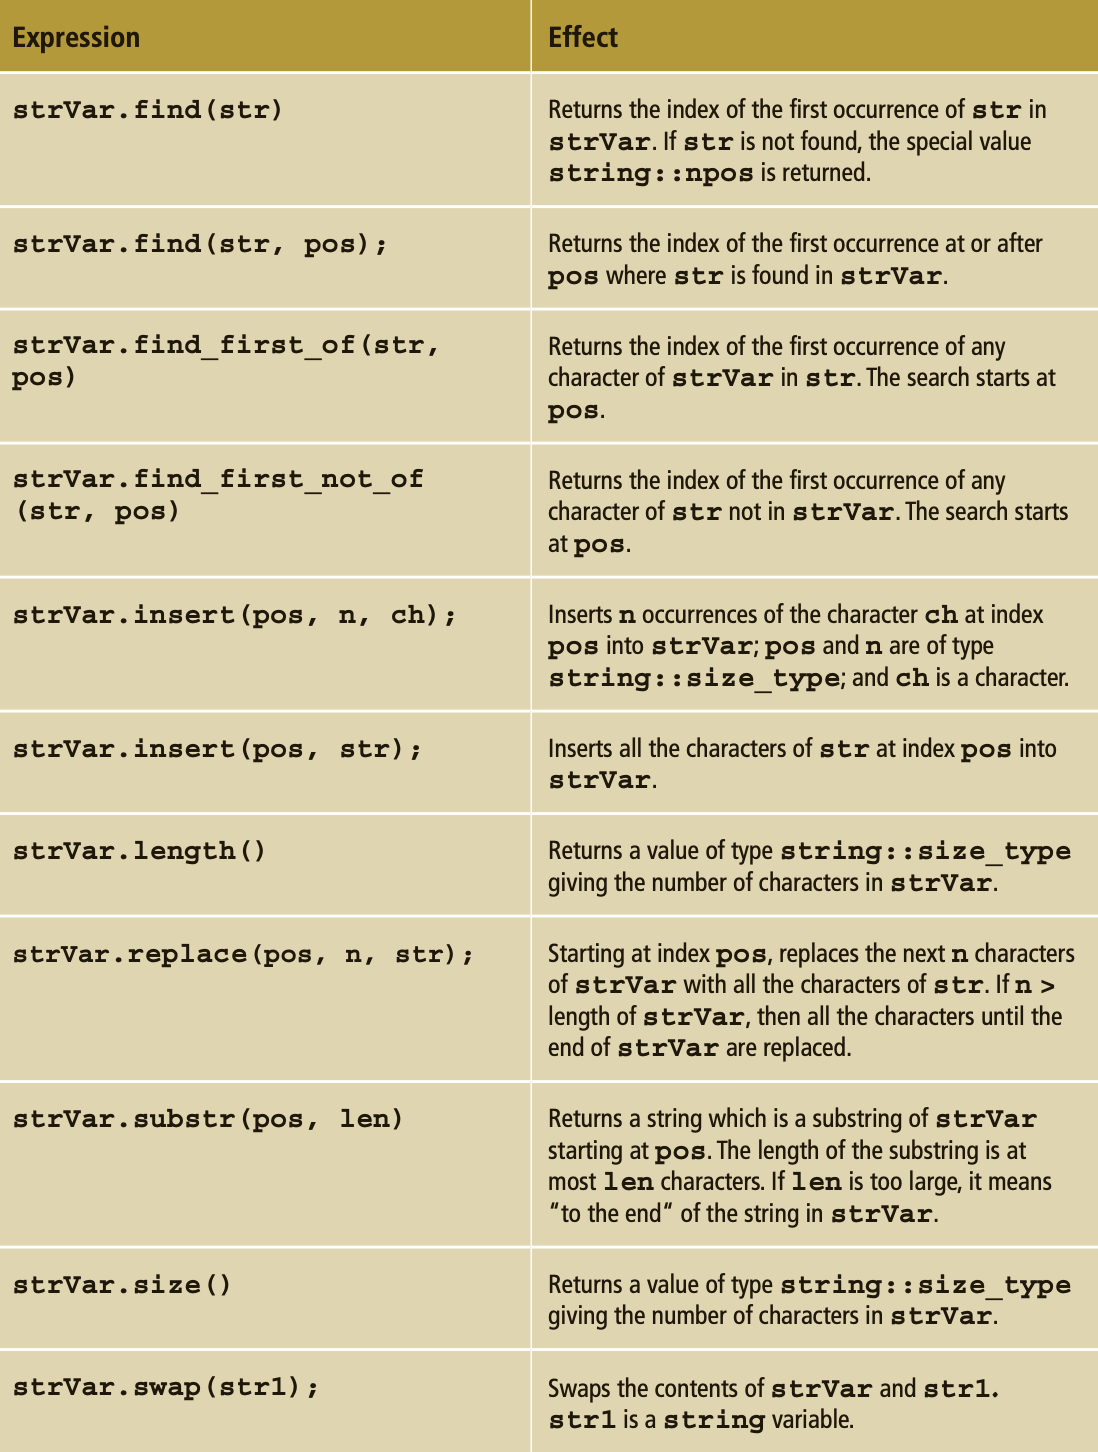 Expression
Effect
strVar.find(str)
Returns the index of the first occurrence of str in
strVar. If str is not found, the special value
string::npos is returned.
strVar.find(str, pos);
Returns the index of the first occurrence at or after
pos where str is found in strVar.
strVar.find_first_of(str,
pos)
Returns the index of the first occurrence of any
character of strVar in str. The search starts at
pos.
strVar.find_first_not_of
(str, pos)
Returns the index of the first occurrence of any
character of str not in strVar. The search starts
at pos.
strVar.insert(pos, n, ch);
Inserts n occurrences of the character ch at index
pos into strVar; pos and n are of type
string::size_type; and ch is a character.
strVar.insert(pos, str);
Inserts all the characters of str at index pos into
strVar.
strVar.length()
Returns a value of type string::size_type
giving the number of characters in strVar.
strVar.replace(pos, n, str);
Starting at index pos, replaces the next n characters
of strVar with all the characters of str. If n >
length of strVar, then all the characters until the
end of strVar are replaced.
strVar.substr(pos, len)
Returns a string which is a substring of strVar
starting at pos. The length of the substring is at
most len characters. If len is too large, it means
“to the end“ of the string in strVar.
strVar.size()
Returns a value of type string::size_type
giving the number of characters in strVar.
strVar.swap(str1);
Swaps the contents of strVar and str1.
str1 is a string variable.